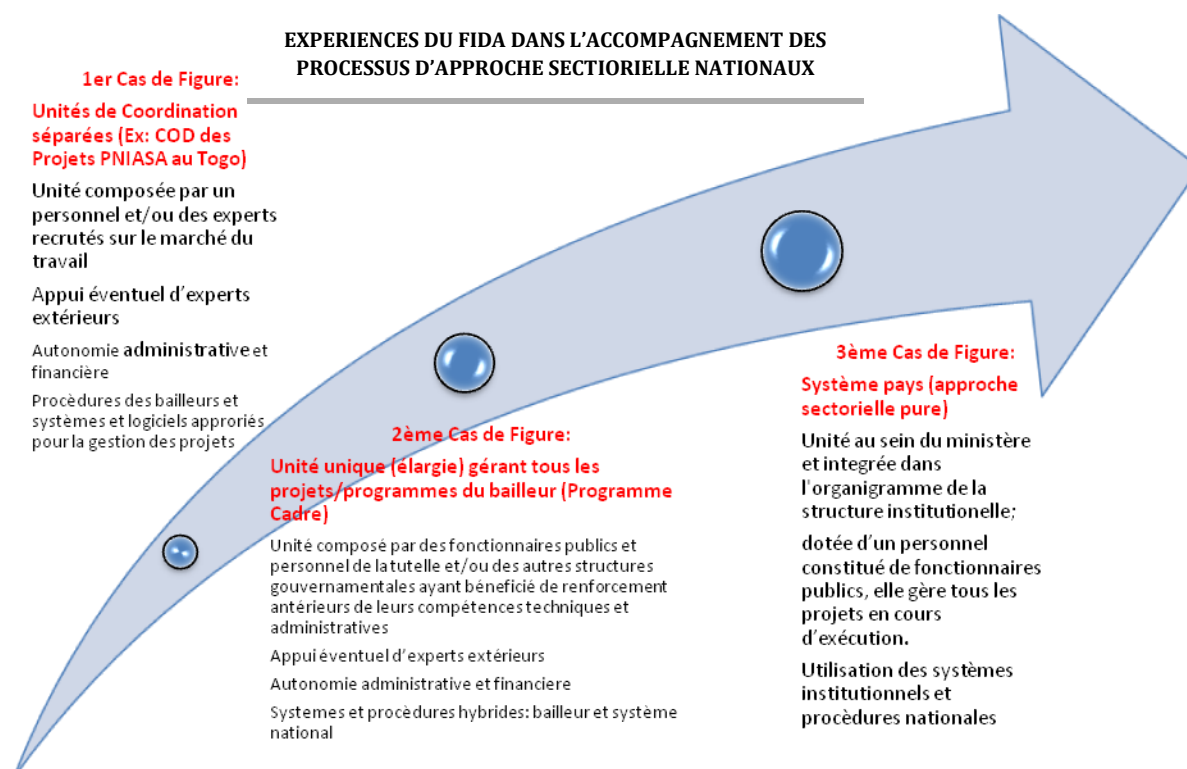 EXPERIENCES DU FIDA DANS L'ACCOMPAGNEMENT DES
PROCESSUS D'APPROCHE SECTIORIELLE NATIONAUX
1er Cas de Figure:
Unités de Coordination
séparées (Ex: COD des
Projets PNIASA au Togo)
Unité composée par un
personnel et/ou des experts
recrutés sur le marché du
travail
Appui éventuel d'experts
extérieurs
Autonomie administrative et
financière
Procèdures des bailleurs et
systèmes et logiciels approriés
pour la gestion des projets
2ème Cas de Figure:
Unité unique (élargie) gérant tous les
projets/programmes du bailleur (Programme
Cadre)
Unité composé par des fonctionnaires publics et
personnel de la tutelle et/ou des autres structures
gouvernamentales ayant bénéficié de renforcement
antérieurs de leurs compétences techniques et
administratives
Appui éventuel d'experts extérieurs
Autonomie administrative et financiere
Systemes et procèdures hybrides: bailleur et système
national
3ème Cas de Figure:
Système pays (approche
sectorielle pure)
Unité au sein du ministère
et integrée dans
l'organigramme de la
structure institutionelle;
dotée d'un personnel
constitué de fonctionnaires
publics, elle gère tous les
projets en cours
d'exécution.
Utilisation des systèmes
institutionnels et
procèdures nationales